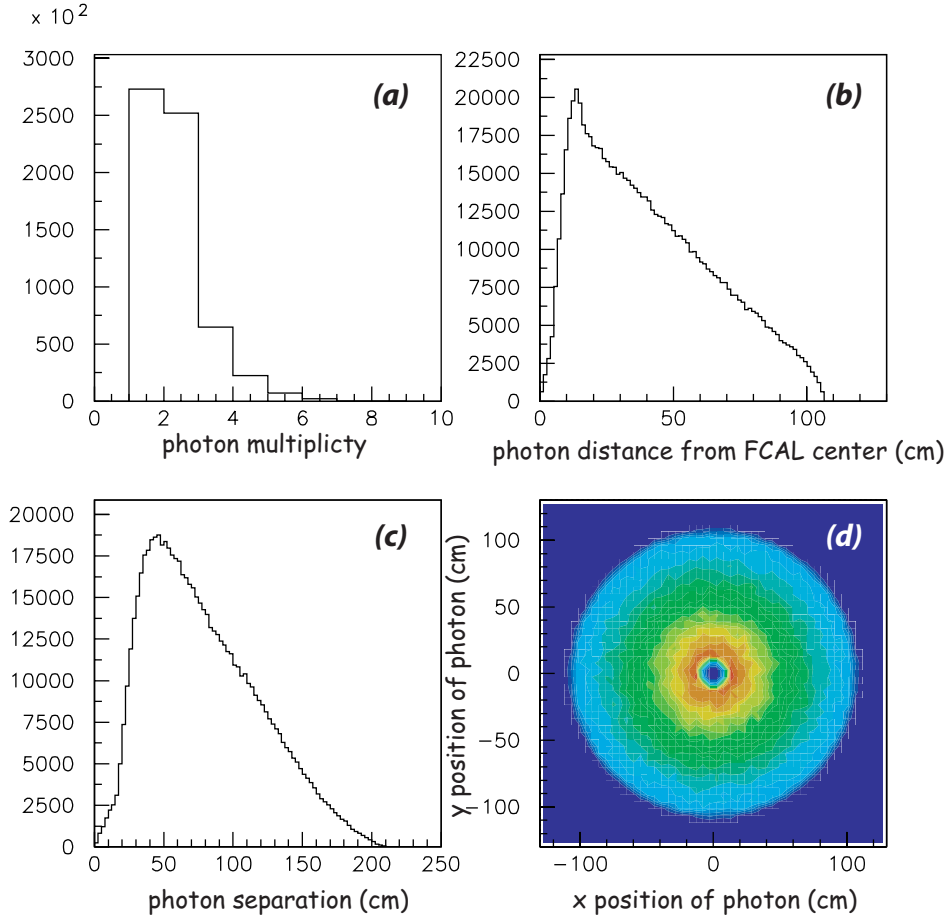 × 10²
3000
2500
2000
1500
1000
500
0
0 2 4 6 8 10
photon multiplicty
(a)
22500
20000
17500
15000
12500
10000
7500
5000
2500
0
0 50 100
photon distance from FCAL center (cm)
(b)
20000
17500
15000
12500
10000
7500
5000
2500
0
0 50 100 150 200 250
photon separation (cm)
(c)
y position of photon (cm)
100
50
0
−50
−100
−100 0 100
x position of photon (cm)
(d)